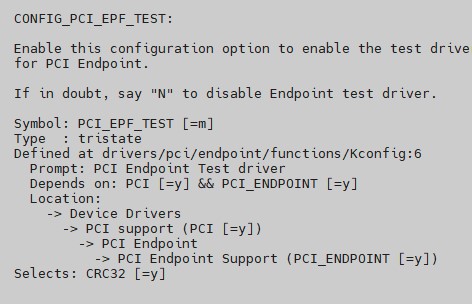 CONFIG_PCI_EPF_TEST:
Enable this configuration option to enable the test drive
for PCI Endpoint.
If in doubt, say "N" to disable Endpoint test driver.
Symbol: PCI_EPF_TEST [=m]
Type  : tristate
Defined at drivers/pci/endpoint/functions/Kconfig:6
Prompt: PCI Endpoint Test driver
Depends on: PCI [=y] && PCI_ENDPOINT [=y]
Location:
-> Device Drivers
-> PCI support (PCI [=y])
-> PCI Endpoint
-> PCI Endpoint Support (PCI_ENDPOINT [=y])
Selects: CRC32 [=y]